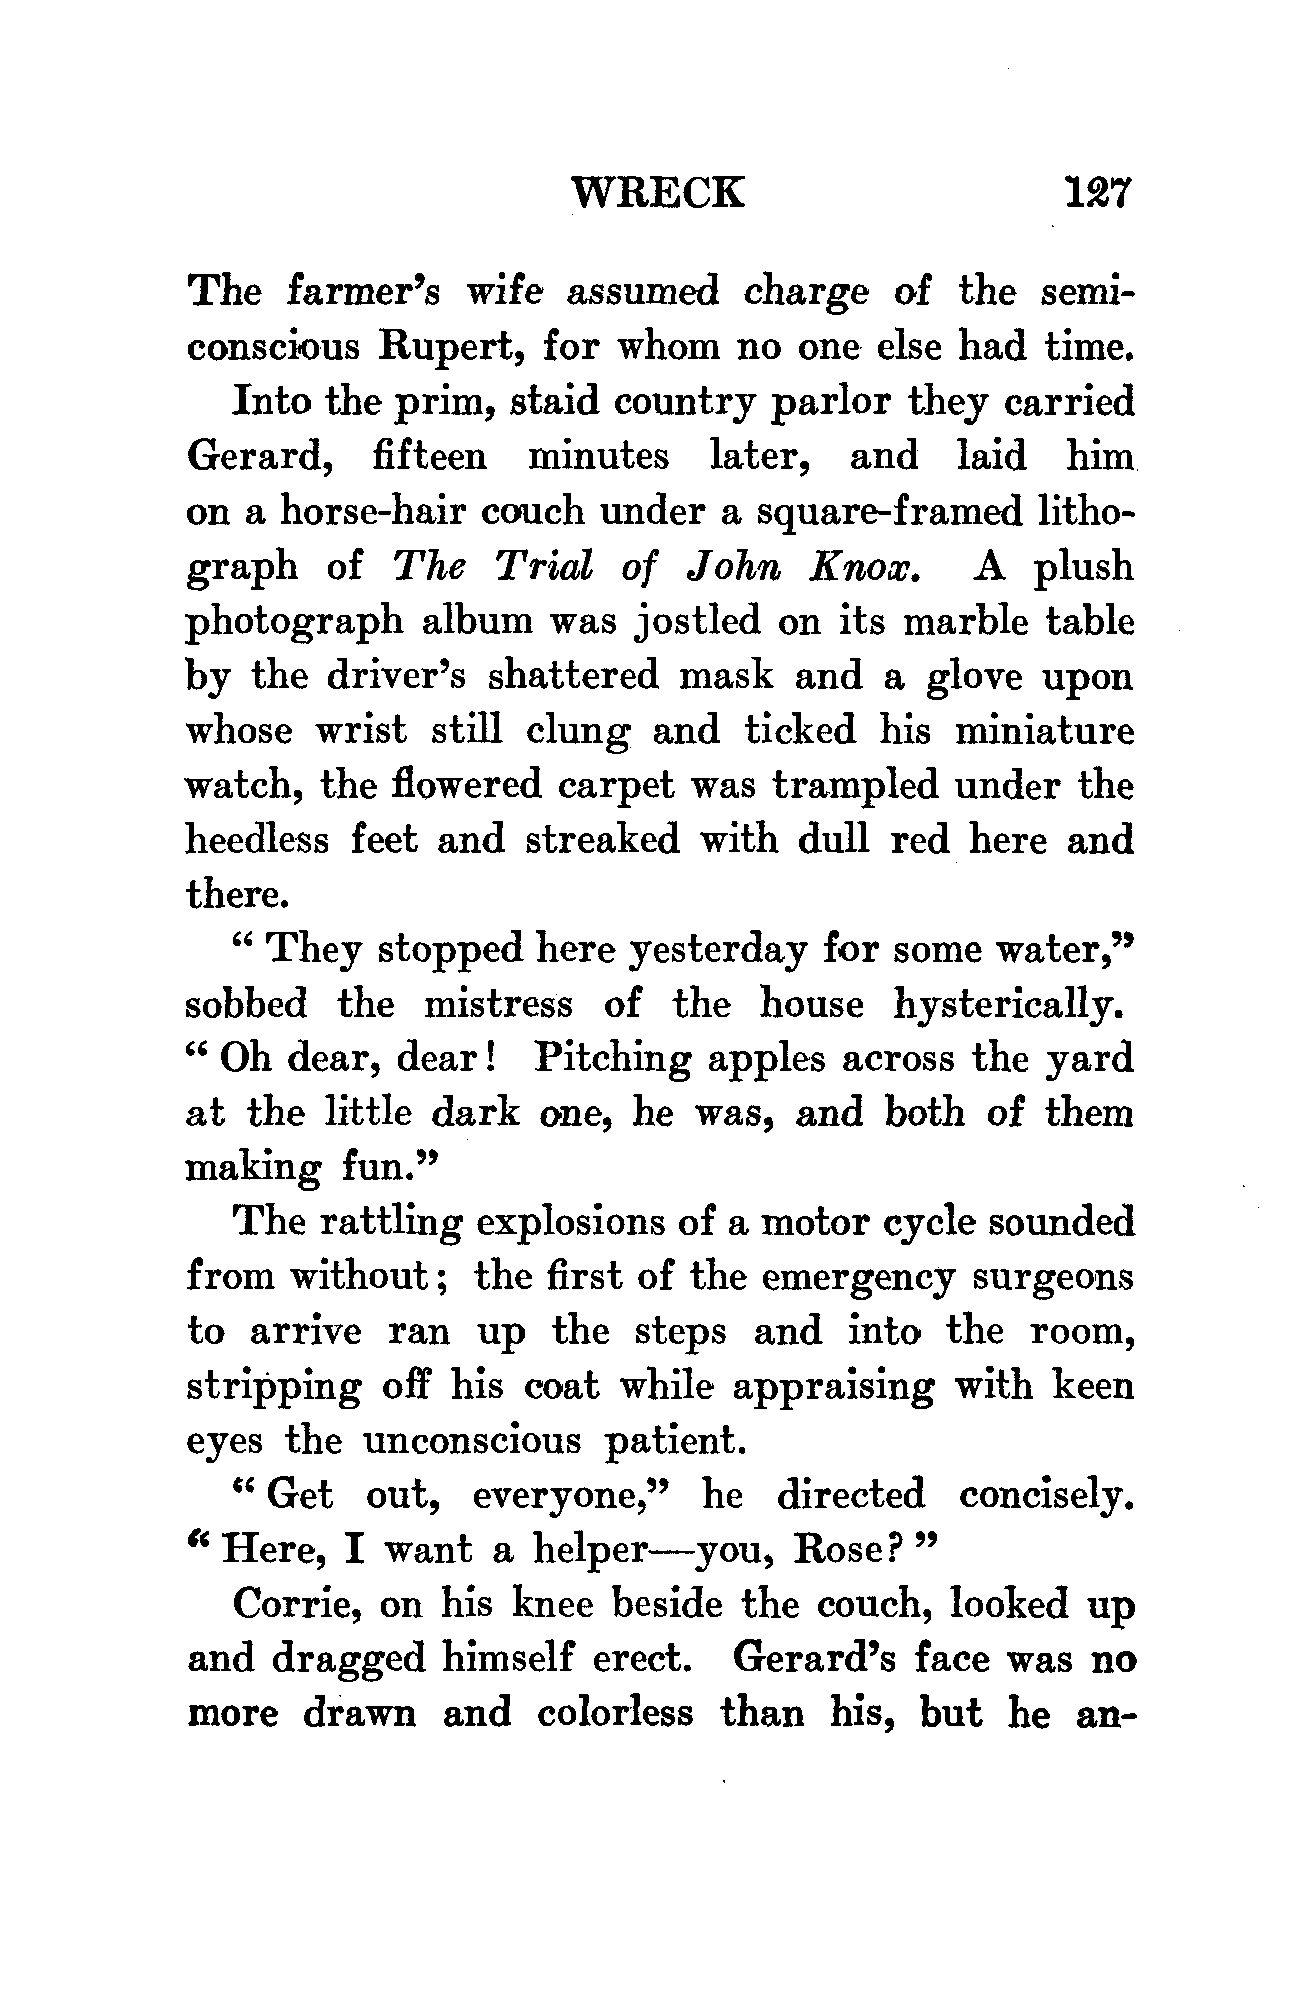 WRECK 127
The farmer's wife assumed charge of the semi-
conscious Rupert, for whom no one else had time.
Into the prim, staid country parlor they carried
Gerard, fifteen minutes later, and laid him
on a horse-hair couch under a square-framed litho-
graph of The Trial of John Knox. A plush
photograph album was jostled on its marble table
by the driver's shattered mask and a glove upon
whose wrist still clung and ticked his miniature
watch, the flowered carpet was trampled under the
heedless feet and streaked with dull red here and
there.
" They stopped here yesterday for some water,"
sobbed the mistress of the house hysterically.
" Oh dear, dear! Pitching apples across the yard
at the little dark one, he was, and both of them
making fun."
The rattling explosions of a motor cycle sounded
from without; the first of the emergency surgeons
to arrive ran up the steps and into the room,
stripping off his coat while appraising with keen
eyes the unconscious patient.
" Get out, everyone," he directed concisely.
" Here, I want a helper—you, Rose? "
Corrie, on his knee beside the couch, looked up
and dragged himself erect. Gerard's face was no
more drawn and colorless than his, but he an-